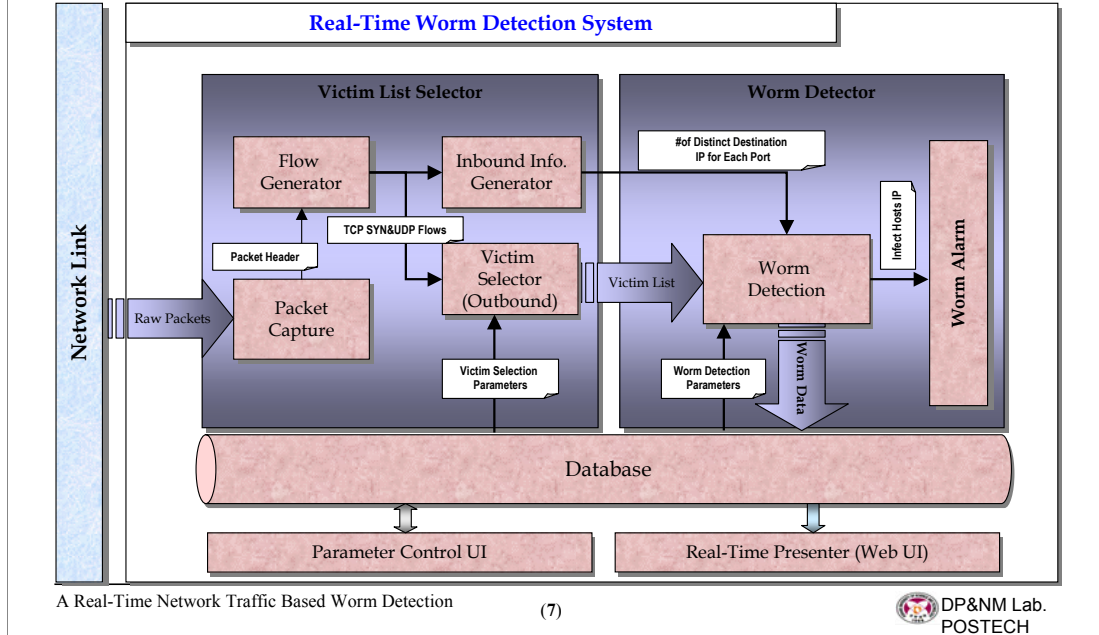 Real-Time Worm Detection System
Network Link
Victim List Selector
Worm Detector
Flow
Generator
Inbound Info.
Generator
#of Distinct Destination
IP for Each Port
Infect Hosts IP
Worm Alarm
TCP SYN&UDP Flows
Packet Header
Victim
Selector
(Outbound)
Victim List
Worm
Detection
Raw Packets
Packet
Capture
Victim Selection
Parameters
Worm Detection
Parameters
Worm Data
Database
Parameter Control UI
Real-Time Presenter (Web UI)
A Real-Time Network Traffic Based Worm Detection
(7)
DP&NM Lab.
POSTECH